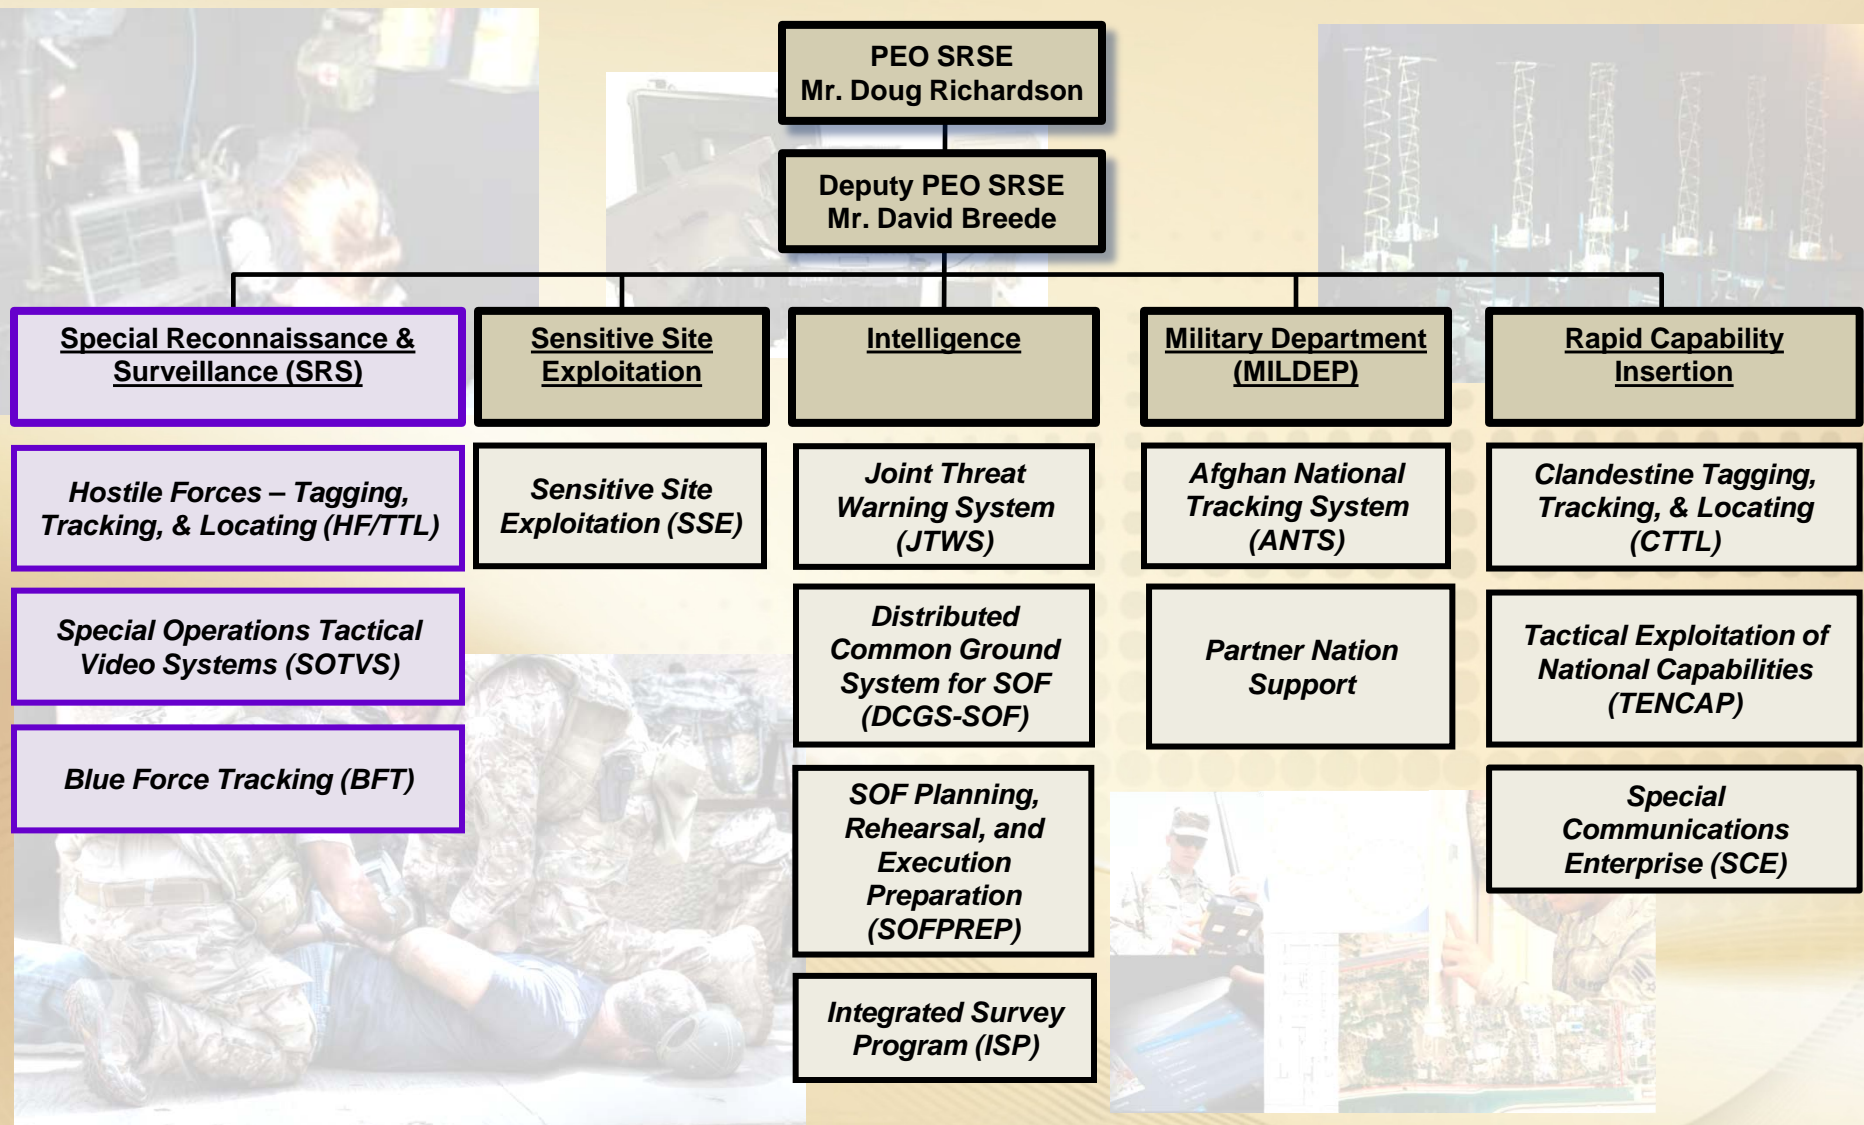 PEO SRSE
Mr. Doug Richardson
Deputy PEO SRSE
Mr. David Breede
Special Reconnaissance &
Surveillance (SRS)
Hostile Forces – Tagging,
Tracking, & Locating (HF/TTL)
Special Operations Tactical
Video Systems (SOTVS)
Blue Force Tracking (BFT)
Sensitive Site
Exploitation
Sensitive Site
Exploitation (SSE)
Intelligence
Joint Threat
Warning System
(JTWS)
Distributed
Common Ground
System for SOF
(DCGS-SOF)
SOF Planning,
Rehearsal, and
Execution
Preparation
(SOFPREP)
Integrated Survey
Program (ISP)
Military Department
(MILDEP)
Afghan National
Tracking System
(ANTS)
Partner Nation
Support
Rapid Capability
Insertion
Clandestine Tagging,
Tracking, & Locating
(CTTL)
Tactical Exploitation of
National Capabilities
(TENCAP)
Special
Communications
Enterprise (SCE)